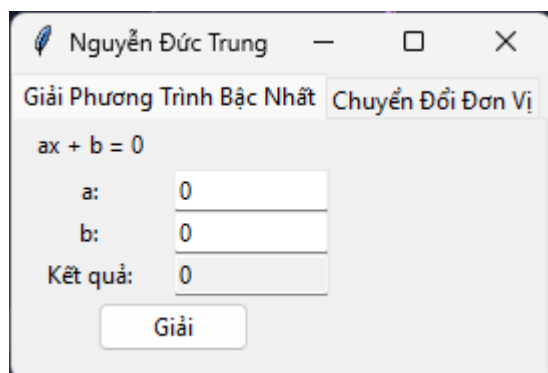 Nguyễn Đức Trung
Giải Phương Trình Bậc Nhất Chuyển Đổi Đơn Vị
ax + b = 0
a: 0
b: 0
Kết quả: 0
Giải